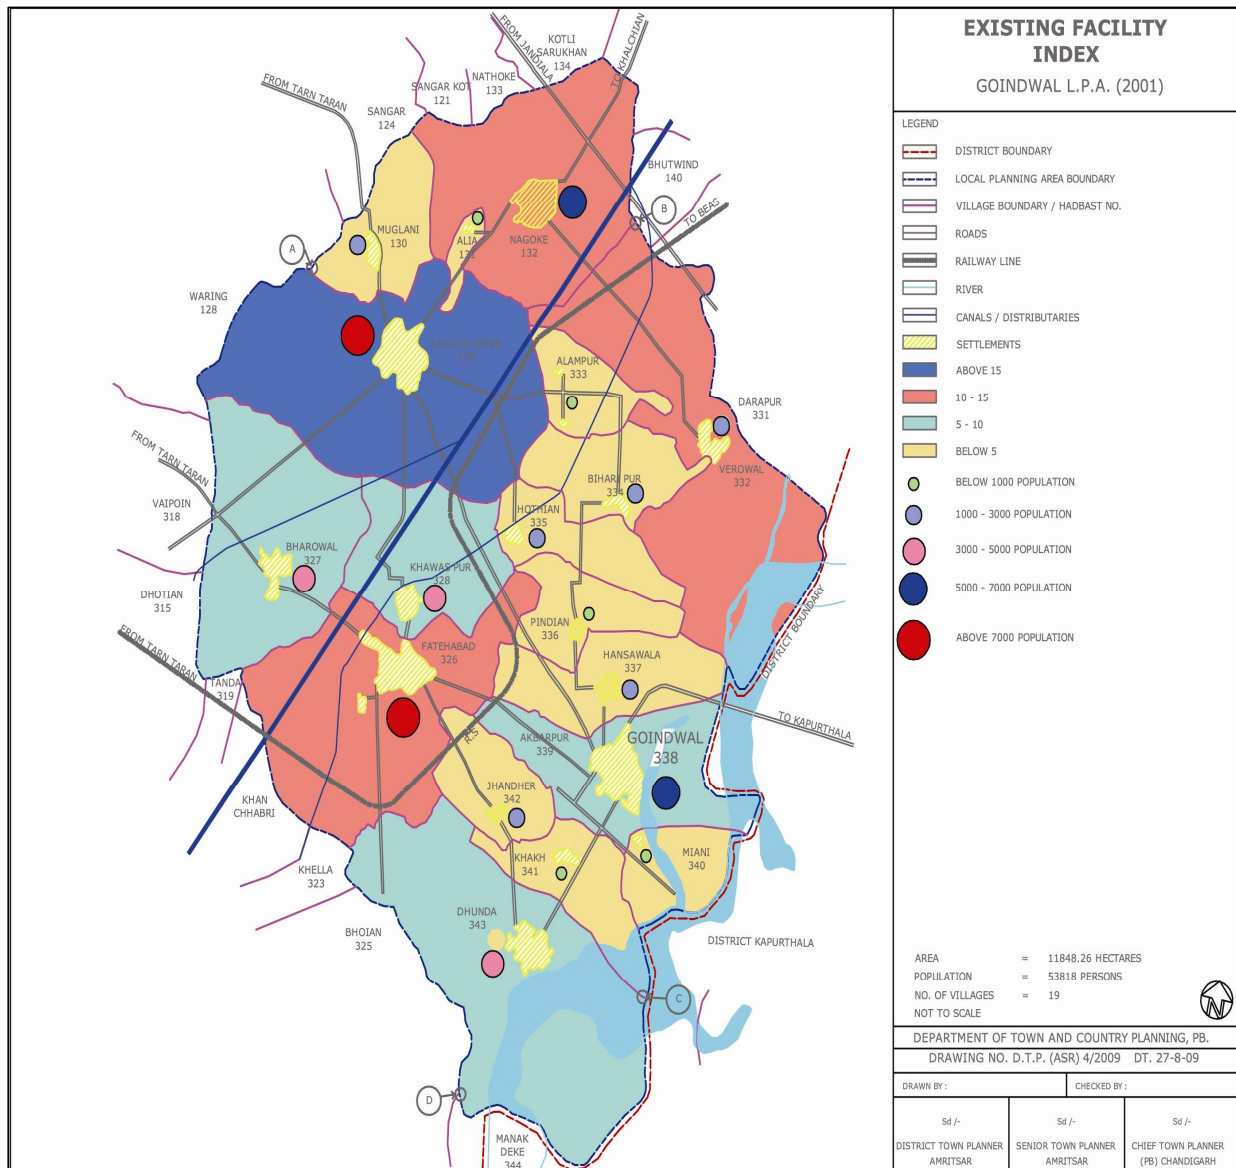 EXISTING FACILITY
INDEX
GOINDWAL L.P.A. (2001)
LEGEND
DISTRICT BOUNDARY
LOCAL PLANNING AREA BOUNDARY
VILLAGE BOUNDARY / HADBAST NO.
ROADS
RAILWAY LINE
RIVER
CANALS / DISTRIBUTARIES
SETTLEMENTS
ABOVE 15
10 - 15
5 - 10
BELOW 5
BELOW 1000 POPULATION
1000 - 3000 POPULATION
3000 - 5000 POPULATION
5000 - 7000 POPULATION
ABOVE 7000 POPULATION
AREA = 11848.26 HECTARES
POPULATION = 53818 PERSONS
NO. OF VILLAGES = 19
NOT TO SCALE
N
DEPARTMENT OF TOWN AND COUNTRY PLANNING, PB.
DRAWING NO. D.T.P. (ASR) 4/2009 DT. 27-8-09
DRAWN BY :
CHECKED BY :
Sd /-
DISTRICT TOWN PLANNER
AMRITSAR
Sd /-
SENIOR TOWN PLANNER
AMRITSAR
Sd /-
CHIEF TOWN PLANNER
(PB) CHANDIGARH
FROM JANDIALA
KOTLI
SARUKHAN
134
TO KHALCHIAN
NATHOKE
133
SANGAR KOT
121
FROM TARN TARAN
SANGAR
124
BHUTWIND
140
B
TO BEAS
MUGLANI
130
ALIA
131
NAGOKE
132
A
WARING
128
ALAMPUR
333
DARAPUR
331
VEROWAL
332
FROM TARN TARAN
BIHARI PUR
334
VAIPOIN
318
HOTHIAN
335
BHAROWAL
327
KHAWAS PUR
328
DHOTIAN
315
PINDIAN
336
DISTRICT BOUNDARY
FROM TARN TARAN
FATEHABAD
326
HANSAWALA
337
TANDA
319
TO KAPURTHALA
R.S
AKBARPUR
339
GOINDWAL
338
JHANDHER
342
KHAN
CHHABRI
KHAKH
341
MIANI
340
KHELLA
323
DHUNDA
343
BHOIAN
325
DISTRICT KAPURTHALA
C
D
MANAK
DEKE
344